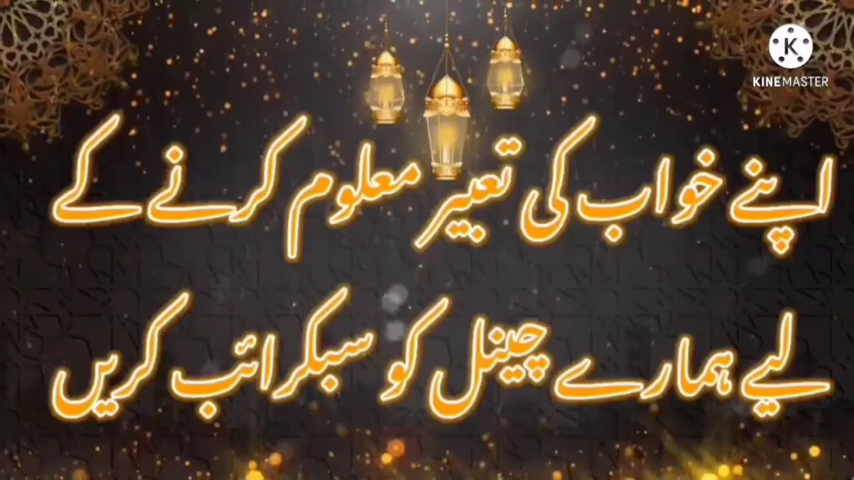 KINEMASTER
اپنے خواب کی تعبیر معلوم کرنے کے
لیے ہمارے چینل کو سبکرائب کریں